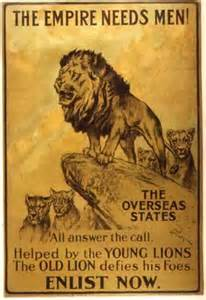 THE EMPIRE NEEDS MEN!
THE
OVERSEAS
STATES
All answer the call.
Helped by the YOUNG LIONS
The OLD LION defies his Foes.
ENLIST NOW.